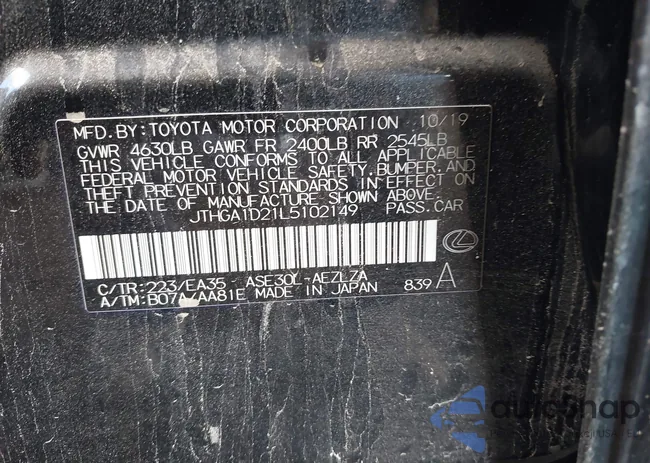 MFD. BY: TOYOTA MOTOR CORPORATION 10/19
GVWR 4630LB GAWR FR 2400LB RR 2545LB
THIS VEHICLE CONFORMS TO ALL APPLICABLE
FEDERAL MOTOR VEHICLE SAFETY, BUMPER, AND
THEFT PREVENTION STANDARDS IN EFFECT ON
THE DATE OF MANUFACTURE SHOWN ABOVE.
JTHGA1D21L5102149 PASS. CAR
C/TR: 223/EA35 ASE30L-AEZLZA
A/TM: B07A/AA81E MADE IN JAPAN 839 A
autosnap